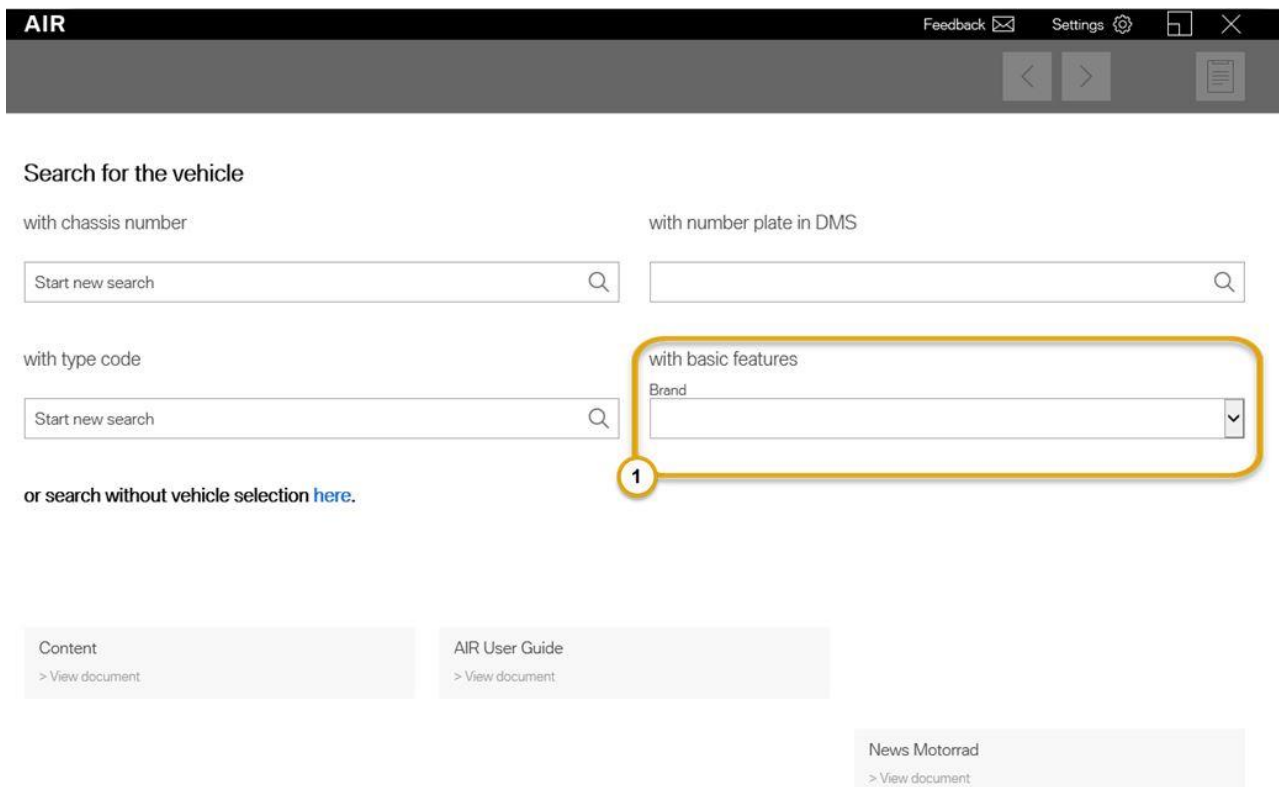 AIR Feedback Settings
Search for the vehicle
with chassis number with number plate in DMS
Start new search
with type code with basic features
Brand
Start new search
1
or search without vehicle selection here.
Content AIR User Guide
> View document > View document
News Motorrad
> View document